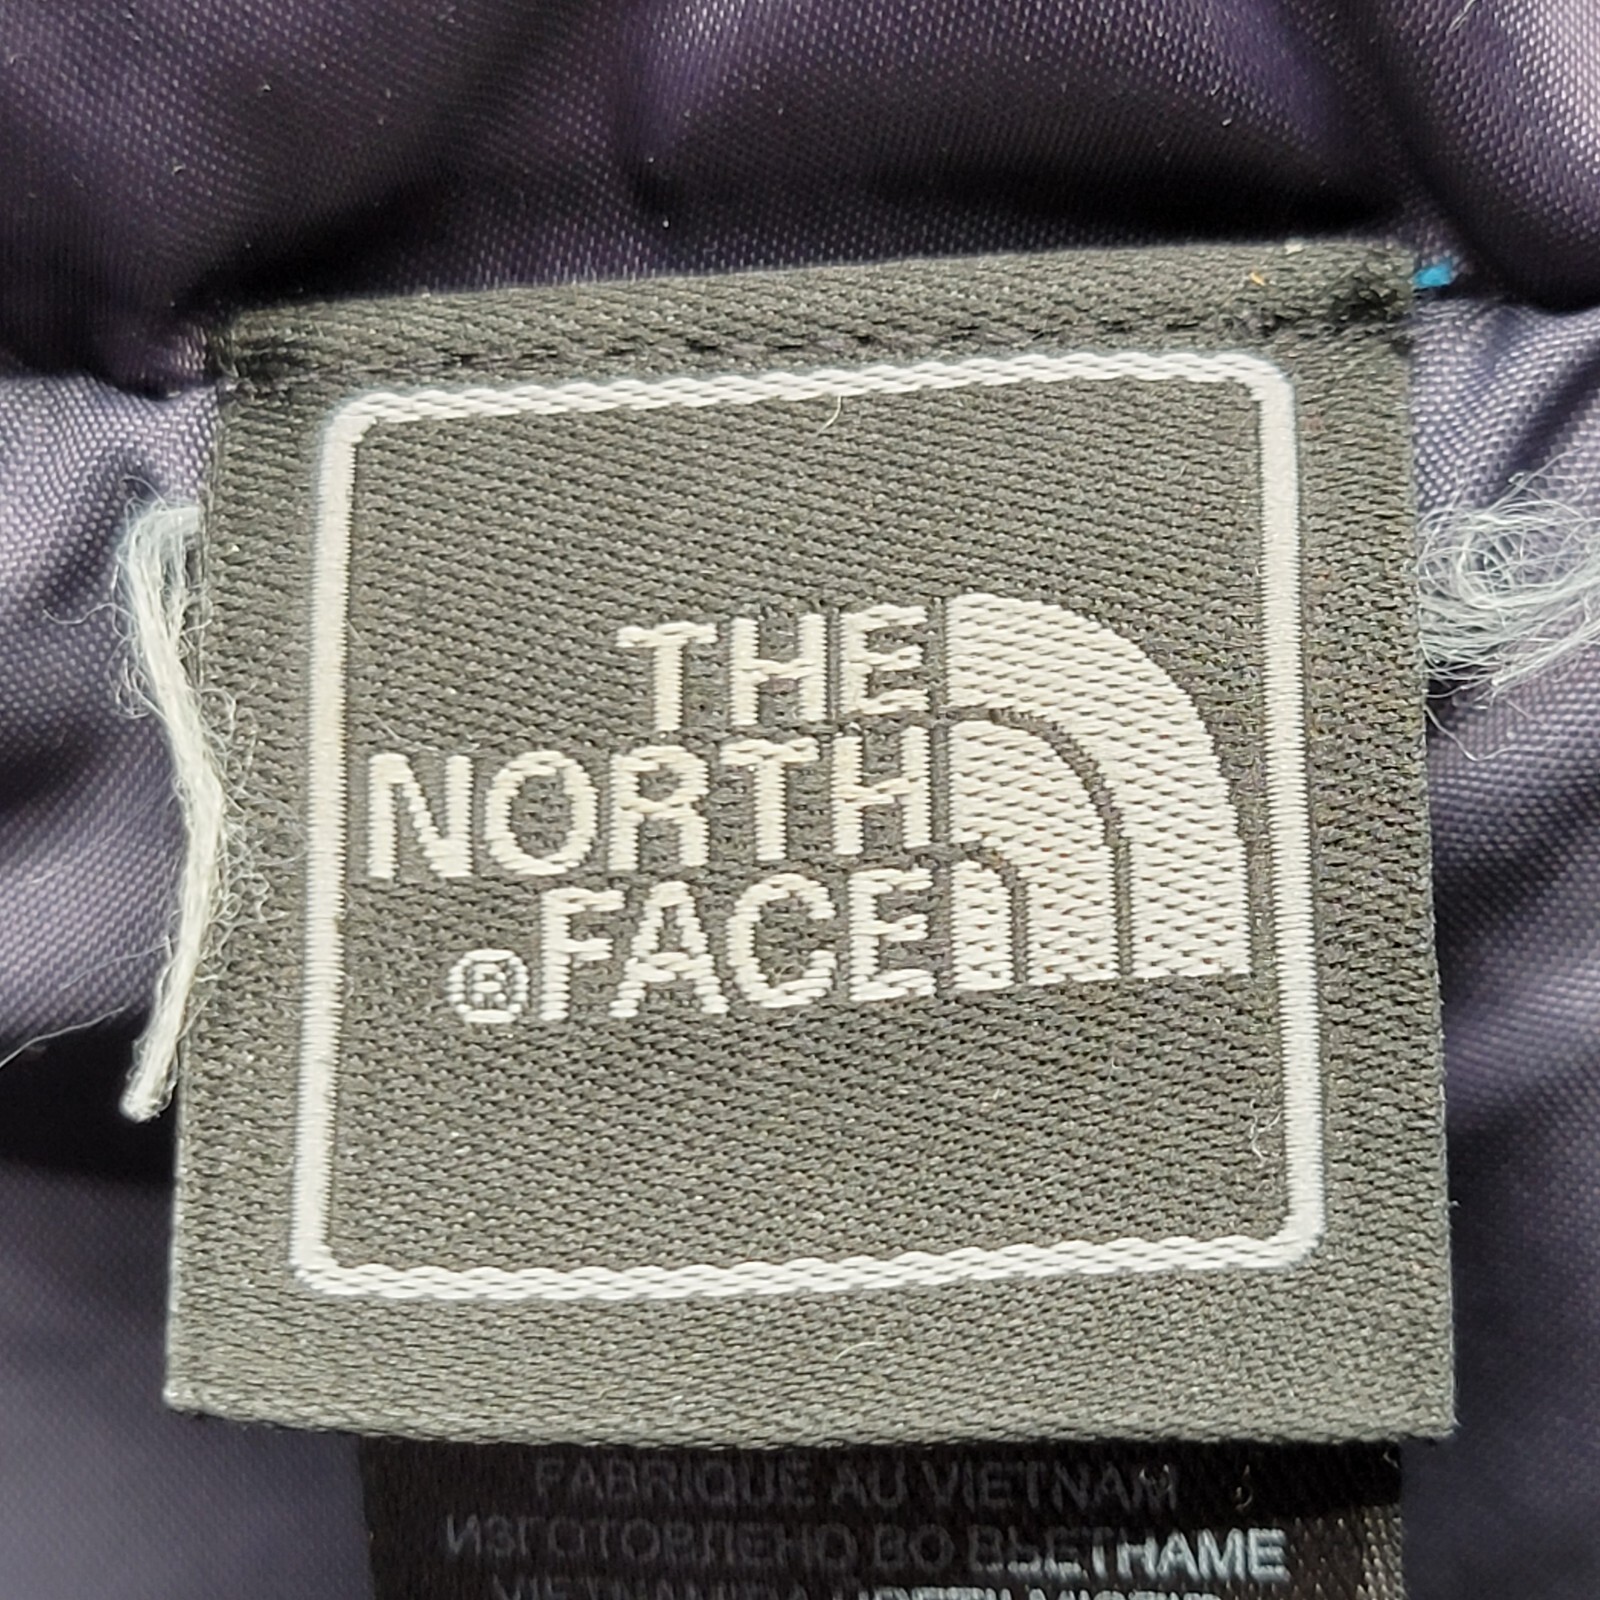 THE
NORTH
® FACE
FABRIQUE AU VIETNAM
ИЗГОТОВЛЕНО ВО ВЬЕТНАМЕ